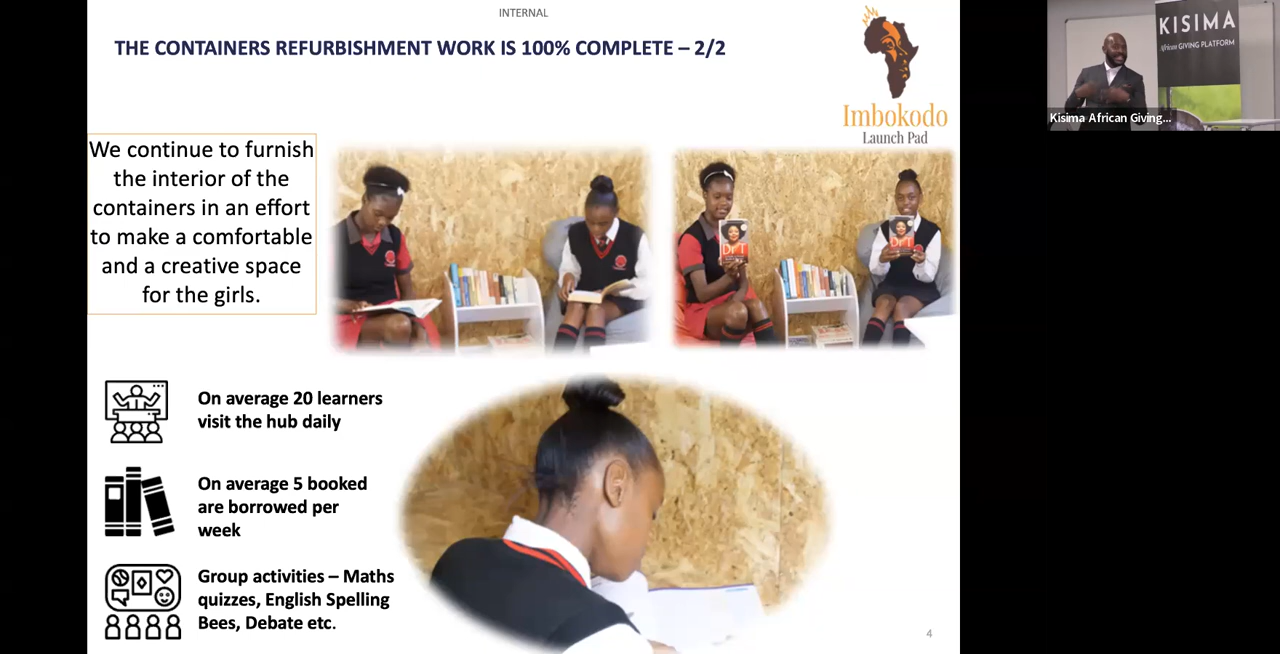 INTERNAL
THE CONTAINERS REFURBISHMENT WORK IS 100% COMPLETE – 2/2
Imbokodo
Launch Pad
KISIMA
African GIVING PLATFORM
Kisima African Giving...
We continue to furnish
the interior of the
containers in an effort
to make a comfortable
and a creative space
for the girls.
Dr T
DrT
On average 20 learners
visit the hub daily
On average 5 booked
are borrowed per
week
Group activities – Maths
quizzes, English Spelling
Bees, Debate etc.
4